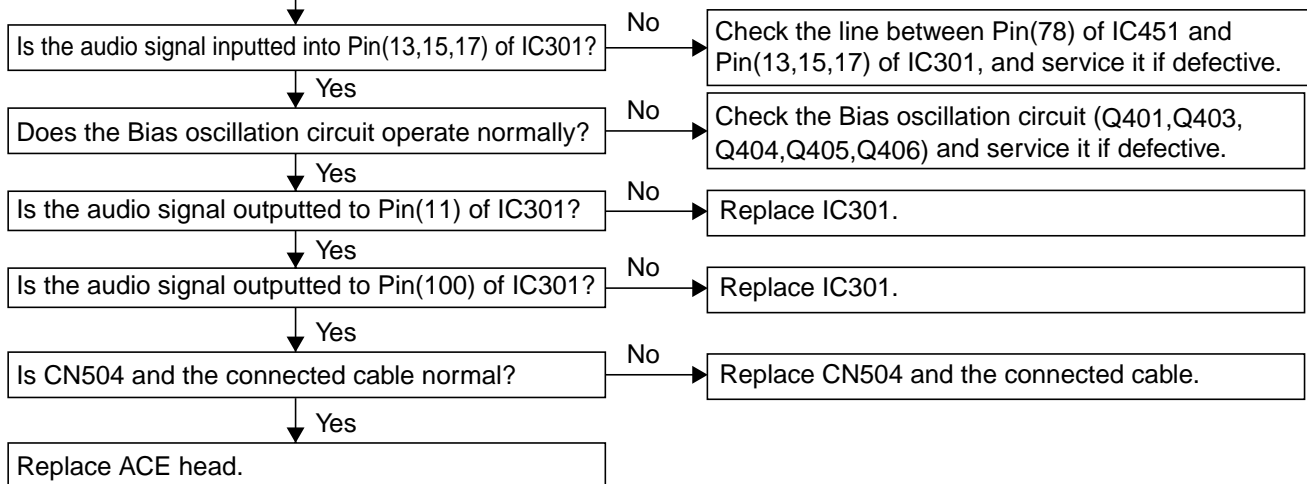 Is the audio signal inputted into Pin(13,15,17) of IC301?
No
Check the line between Pin(78) of IC451 and
Pin(13,15,17) of IC301, and service it if defective.
Yes
Does the Bias oscillation circuit operate normally?
No
Check the Bias oscillation circuit (Q401,Q403,
Q404,Q405,Q406) and service it if defective.
Yes
Is the audio signal outputted to Pin(11) of IC301?
No
Replace IC301.
Yes
Is the audio signal outputted to Pin(100) of IC301?
No
Replace IC301.
Yes
Is CN504 and the connected cable normal?
No
Replace CN504 and the connected cable.
Yes
Replace ACE head.